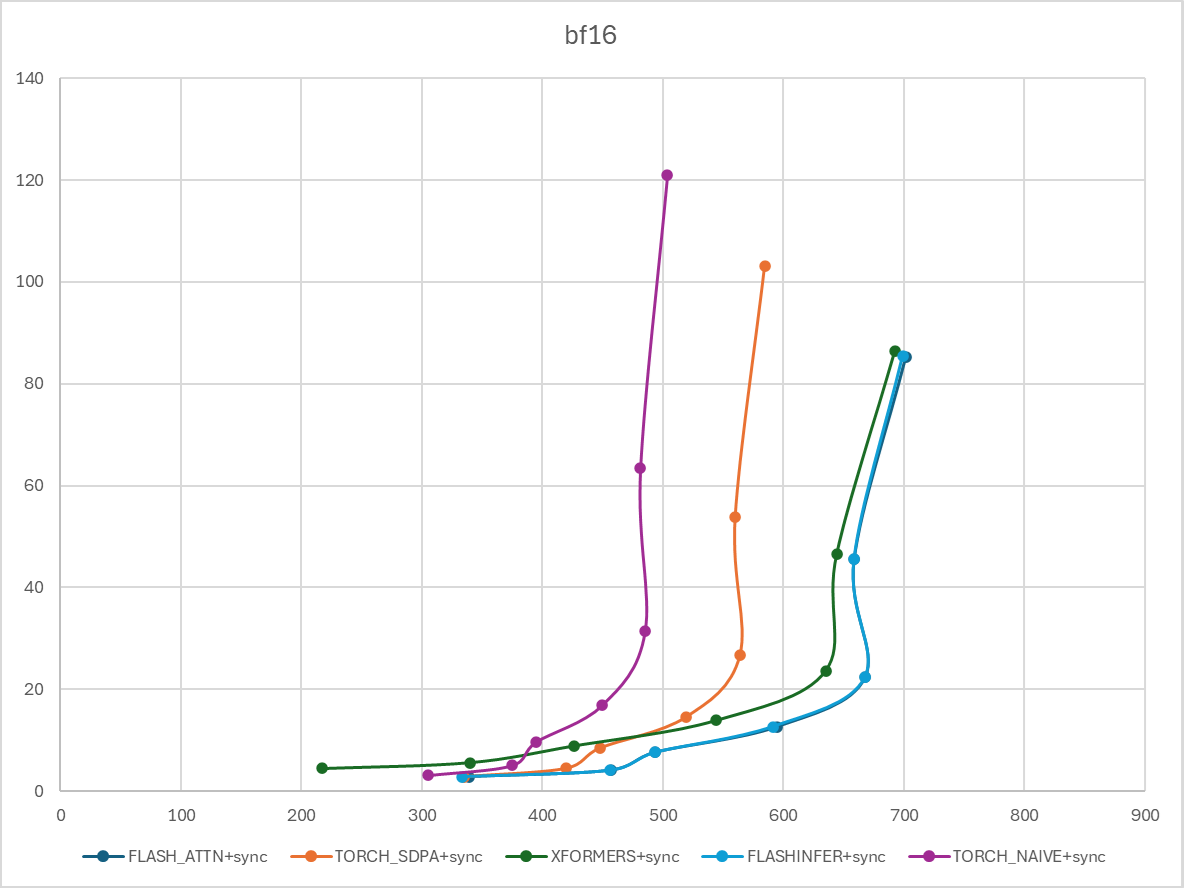 bf16
140
120
100
80
60
40
20
0
0 100 200 300 400 500 600 700 800 900
FLASH_ATTN+sync TORCH_SDPA+sync XFORMERS+sync FLASHINFER+sync TORCH_NAIVE+sync